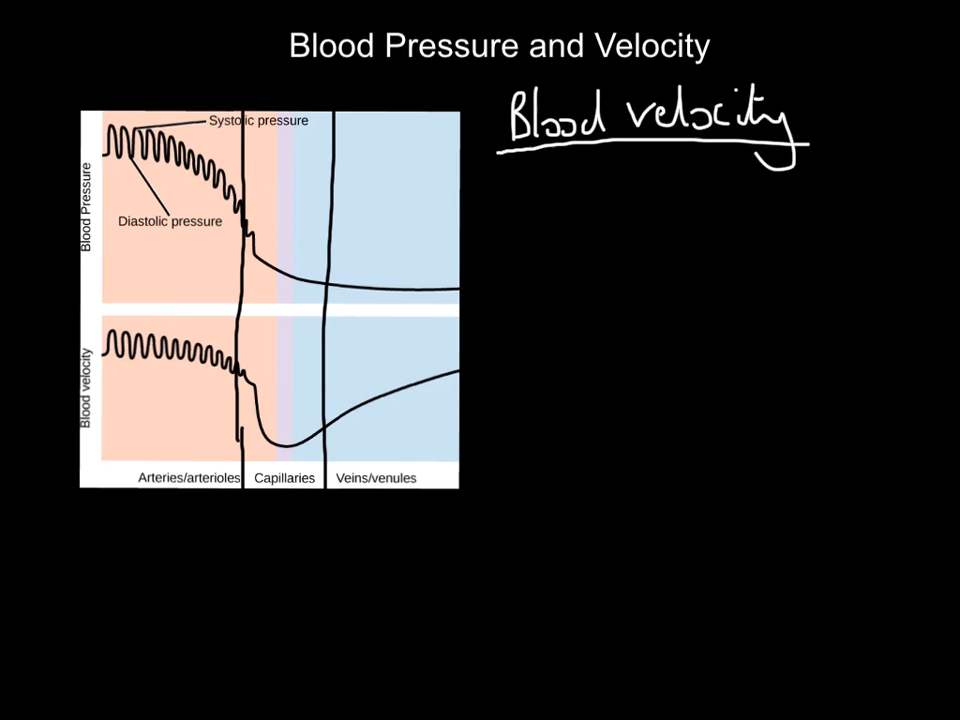 Blood Pressure and Velocity
Blood velocity
Systolic pressure
Blood Pressure
Diastolic pressure
Blood velocity
Arteries/arterioles Capillaries Veins/venules